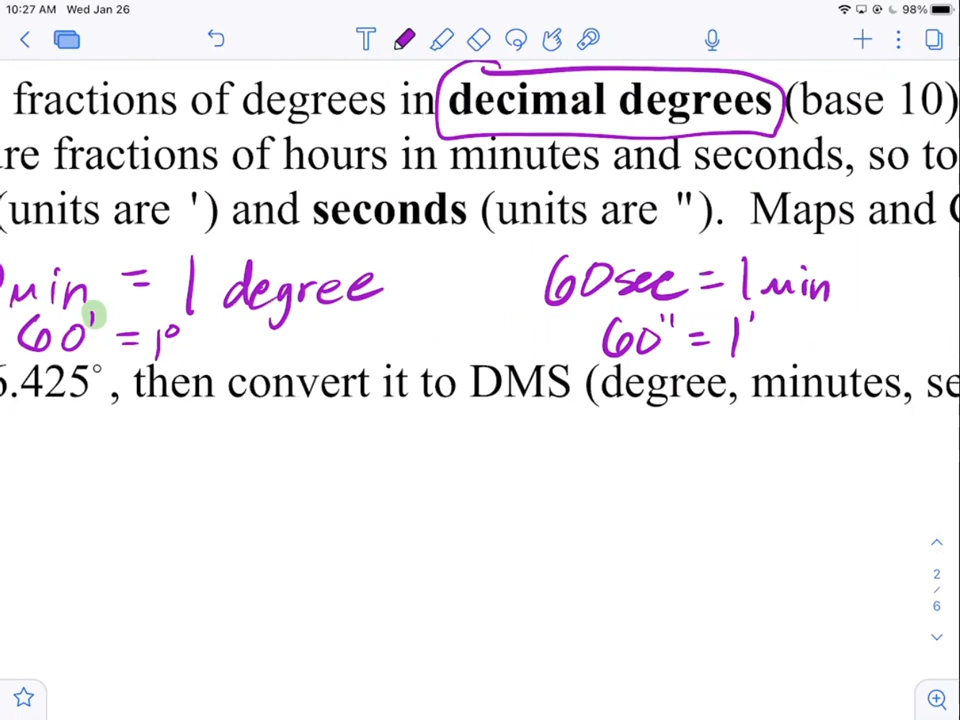 10:27 AM Wed Jan 26
98%
fractions of degrees in decimal degrees (base 10)
re fractions of hours in minutes and seconds, so to
(units are ') and seconds (units are "). Maps and
min = 1 degree 60sec = 1 min
60' = 1° 60" = 1'
6.425°, then convert it to DMS (degree, minutes, se
2
/
6